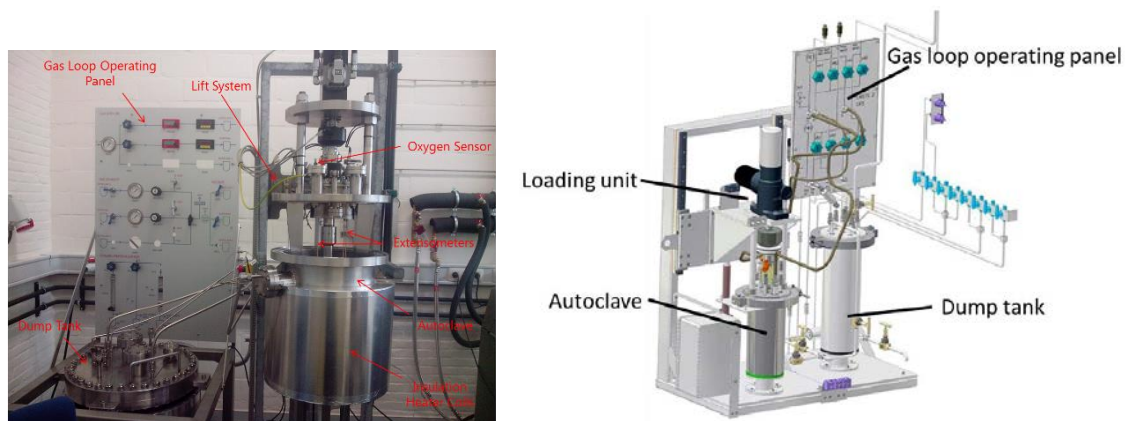 Gas Loop Operating
Panel
Lift System
Oxygen Sensor
Extensometers
Autoclave
Dump Tank
Insulation
Heater Coils
Gas loop operating panel
Loading unit
Autoclave
Dump tank